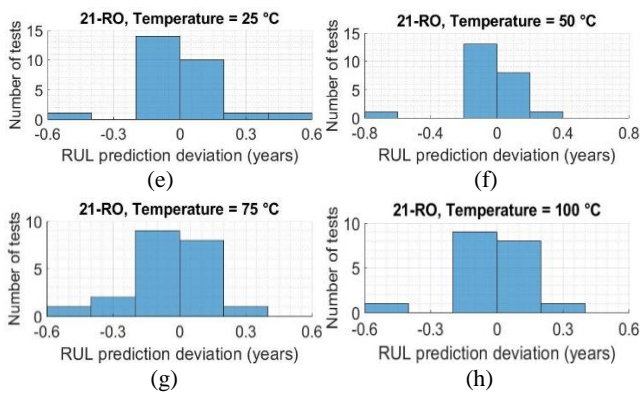 21-RO, Temperature = 25 °C
Number of tests
15
10
5
0
-0.6 -0.3 0 0.3 0.6
RUL prediction deviation (years)
(e)
21-RO, Temperature = 50 °C
Number of tests
15
10
5
0
-0.8 -0.4 0 0.4 0.8
RUL prediction deviation (years)
(f)
21-RO, Temperature = 75 °C
Number of tests
10
5
0
-0.6 -0.3 0 0.3 0.6
RUL prediction deviation (years)
(g)
21-RO, Temperature = 100 °C
Number of tests
10
5
0
-0.6 -0.3 0 0.3 0.6
RUL prediction deviation (years)
(h)